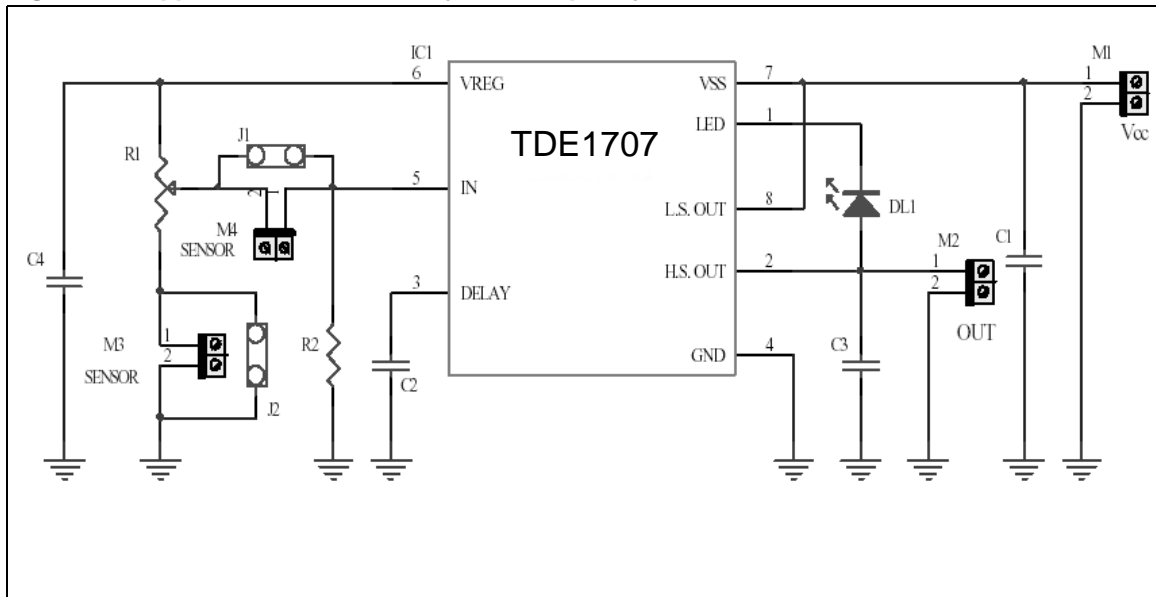 IC1
M1
6
VREG
VSS
7
1
2
Vcc
LED
1
TDE1707
J1
R1
5
IN
2
1
M4
SENSOR
L.S. OUT
8
DL1
C1
M2
C4
H.S. OUT
2
1
2
OUT
3
DELAY
M3
SENSOR
1
2
R2
C2
GND
4
C3
J2